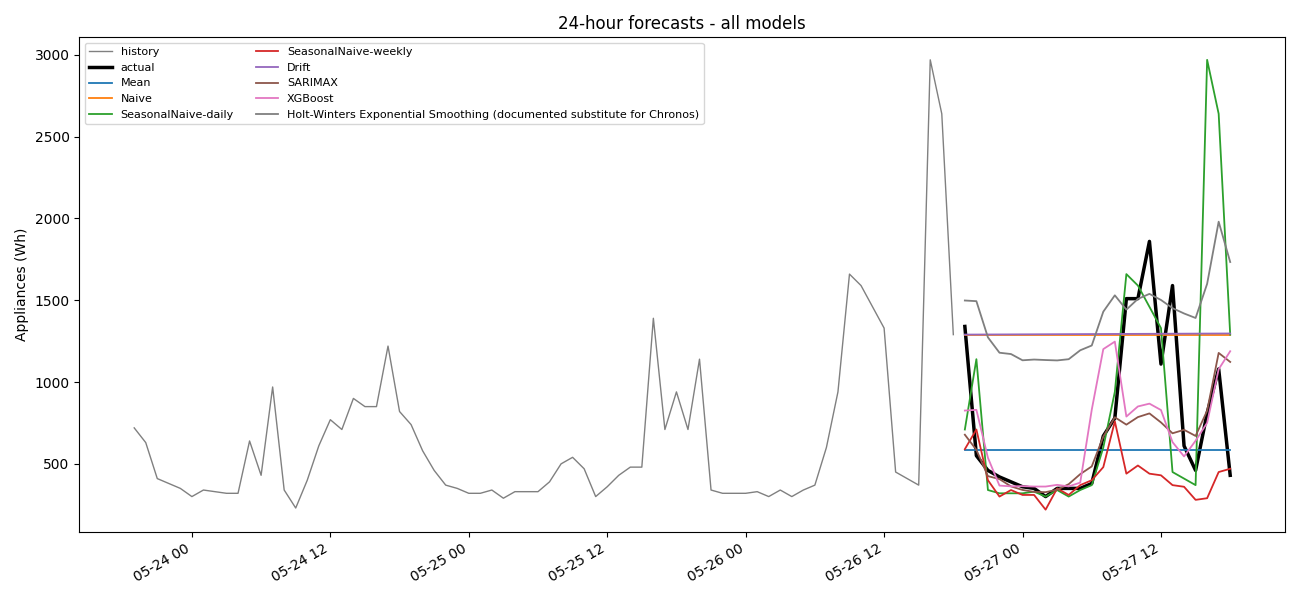 24-hour forecasts - all models
history
actual
Mean
Naive
SeasonalNaive-daily
SeasonalNaive-weekly
Drift
SARIMAX
XGBoost
Holt-Winters Exponential Smoothing (documented substitute for Chronos)
Appliances (Wh)
3000
2500
2000
1500
1000
500
05-24 00
05-24 12
05-25 00
05-25 12
05-26 00
05-26 12
05-27 00
05-27 12